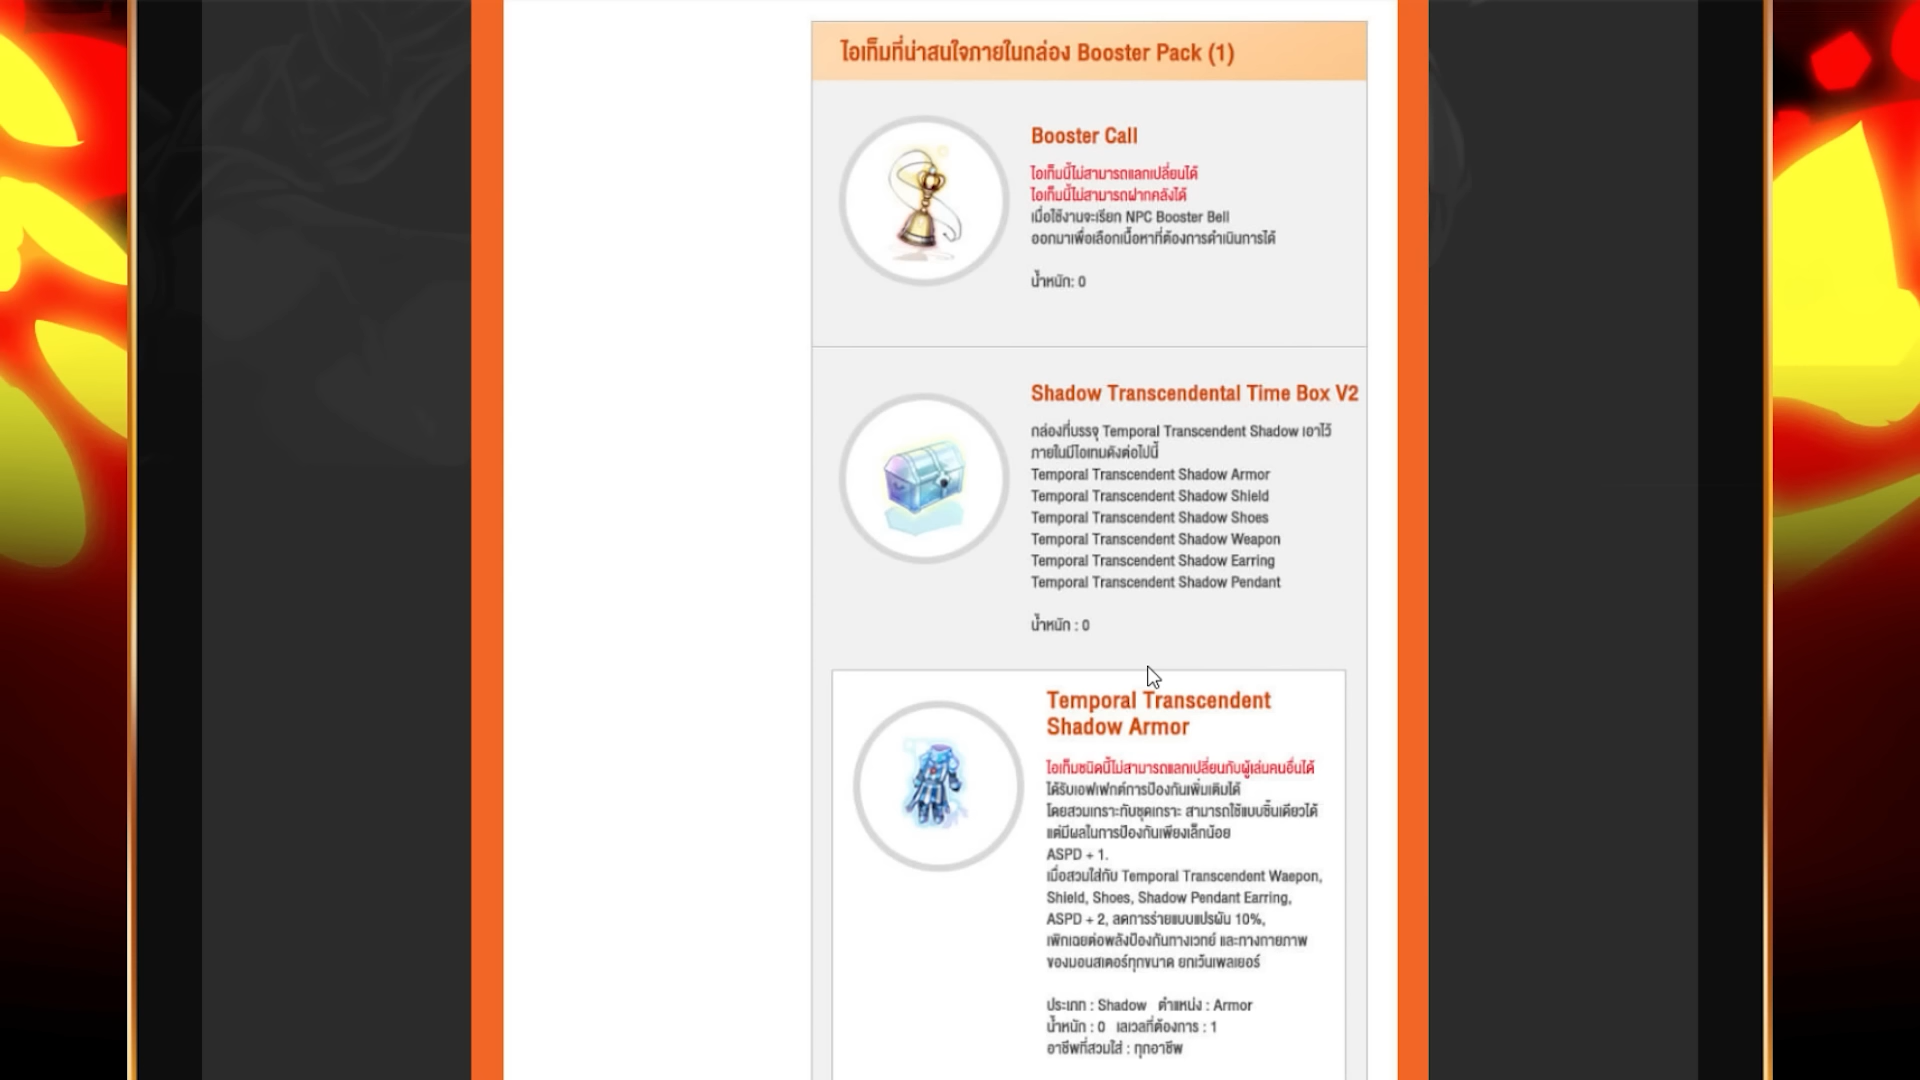 ไอเท็มที่น่าสนใจภายในกล่อง Booster Pack (1)
Booster Call
ไอเท็มนี้ไม่สามารถแลกเปลี่ยนได้
ไอเท็มนี้ไม่สามารถฝากคลังได้
เมื่อใช้งานจะเรียก NPC Booster Bell
ออกมาเพื่อเลือกเนื้อหาที่ต้องการดำเนินการได้
น้ำหนัก: 0
Shadow Transcendental Time Box V2
กล่องที่บรรจุ Temporal Transcendent Shadow เอาไว้
ภายในมีไอเทมดังต่อไปนี้
Temporal Transcendent Shadow Armor
Temporal Transcendent Shadow Shield
Temporal Transcendent Shadow Shoes
Temporal Transcendent Shadow Weapon
Temporal Transcendent Shadow Earring
Temporal Transcendent Shadow Pendant
น้ำหนัก : 0
Temporal Transcendent
Shadow Armor
ไอเท็มชนิดนี้ไม่สามารถแลกเปลี่ยนกับผู้เล่นคนอื่นได้
ได้รับเอฟเฟกต์การป้องกันเพิ่มเติมได้
โดยสวมเกราะทับชุดเกราะ สามารถใช้แบบชิ้นเดียวได้
แต่มีผลในการป้องกันเพียงเล็กน้อย
ASPD + 1.
เมื่อสวมใส่กับ Temporal Transcendent Waepon,
Shield, Shoes, Shadow Pendant Earring,
ASPD + 2, ลดการร่ายแบบแปรผัน 10%,
เพิกเฉยต่อพลังป้องกันทางเวทย์ และทางกายภาพ
ของมอนสเตอร์ทุกขนาด ยกเว้นเพลเยอร์
ประเภท : Shadow ตำแหน่ง : Armor
น้ำหนัก : 0 เลเวลที่ต้องการ : 1
อาชีพที่สวมใส่ : ทุกอาชีพ